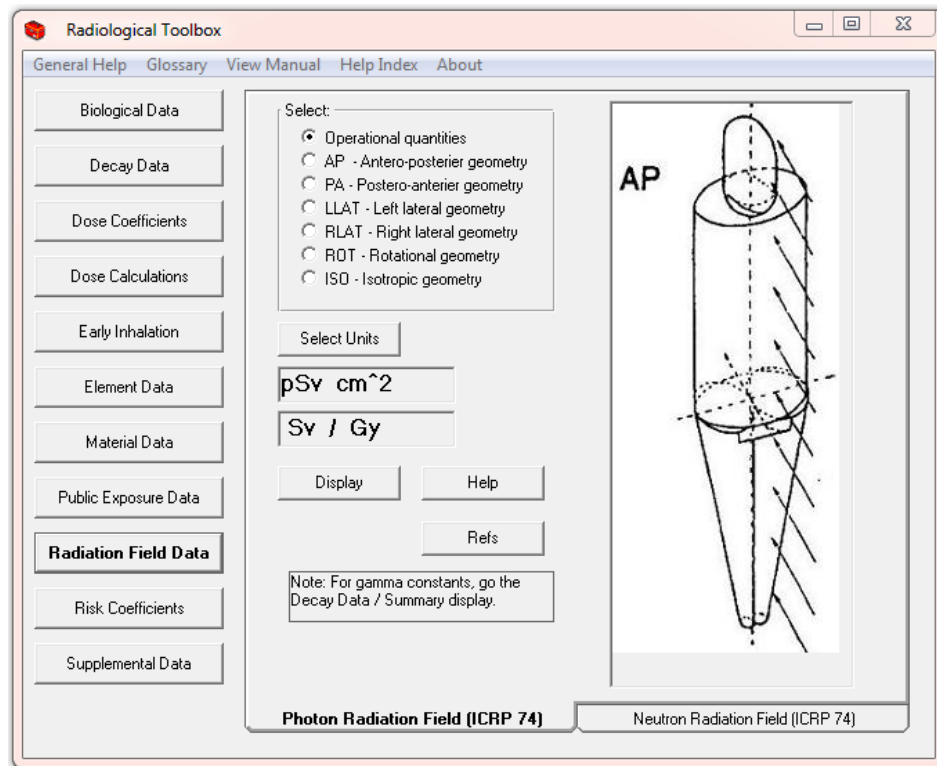 Radiological Toolbox
General Help Glossary View Manual Help Index About
Biological Data
Decay Data
Dose Coefficients
Dose Calculations
Early Inhalation
Element Data
Material Data
Public Exposure Data
Radiation Field Data
Risk Coefficients
Supplemental Data
Select:
Operational quantities
AP - Antero-posterier geometry
PA - Postero-anterier geometry
LLAT - Left lateral geometry
RLAT - Right lateral geometry
ROT - Rotational geometry
ISO - Isotropic geometry
Select Units
pSv cm^2
Sv / Gy
Display
Help
Refs
Note: For gamma constants, go the
Decay Data / Summary display.
AP
Photon Radiation Field (ICRP 74)
Neutron Radiation Field (ICRP 74)